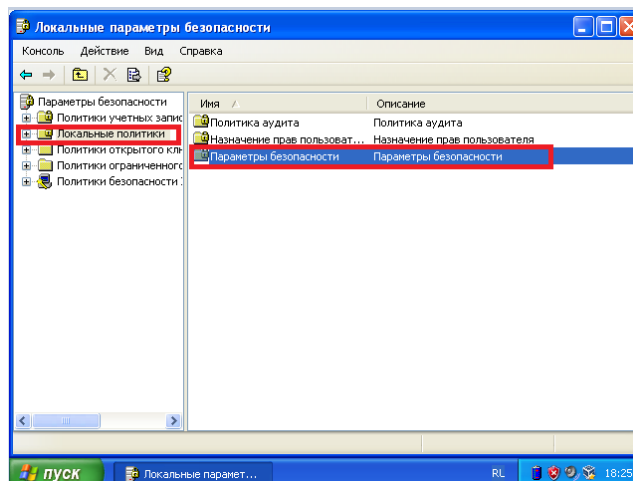 Локальные параметры безопасности
Консоль Действие Вид Справка
Параметры безопасности
Политики учетных запис
Локальные политики
Политики открытого клю
Политики ограниченного
Политики безопасности
Имя Описание
Политика аудита Политика аудита
Назначение прав пользоват... Назначение прав пользователя
Параметры безопасности Параметры безопасности
пуск Локальные парамет... RU 18:25